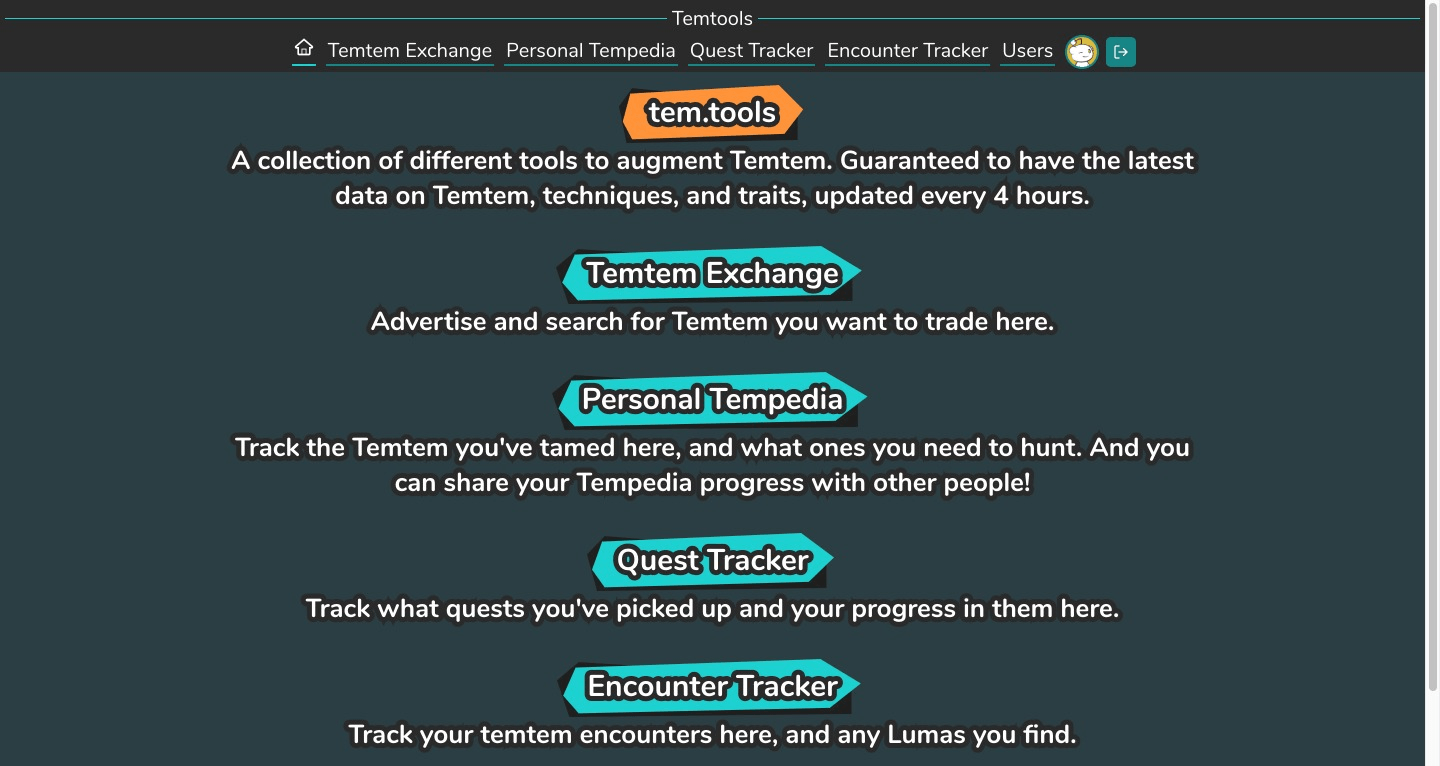 Temtools
Temtem Exchange Personal Tempedia Quest Tracker Encounter Tracker Users
tem.tools
A collection of different tools to augment Temtem. Guaranteed to have the latest
data on Temtem, techniques, and traits, updated every 4 hours.
Temtem Exchange
Advertise and search for Temtem you want to trade here.
Personal Tempedia
Track the Temtem you've tamed here, and what ones you need to hunt. And you
can share your Tempedia progress with other people!
Quest Tracker
Track what quests you've picked up and your progress in them here.
Encounter Tracker
Track your temtem encounters here, and any Lumas you find.